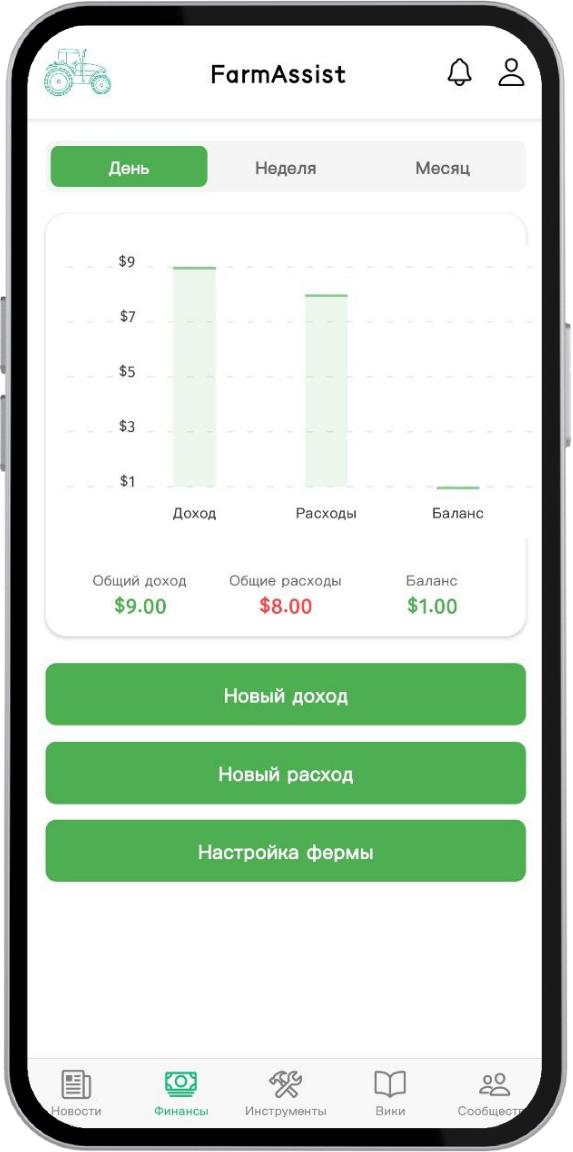 FarmAssist
День Неделя Месяц
$9
$7
$5
$3
$1
Доход Расходы Баланс
Общий доход Общие расходы Баланс
$9.00 $8.00 $1.00
Новый доход
Новый расход
Настройка фермы
Новости Финансы Инструменты Вики Сообщест